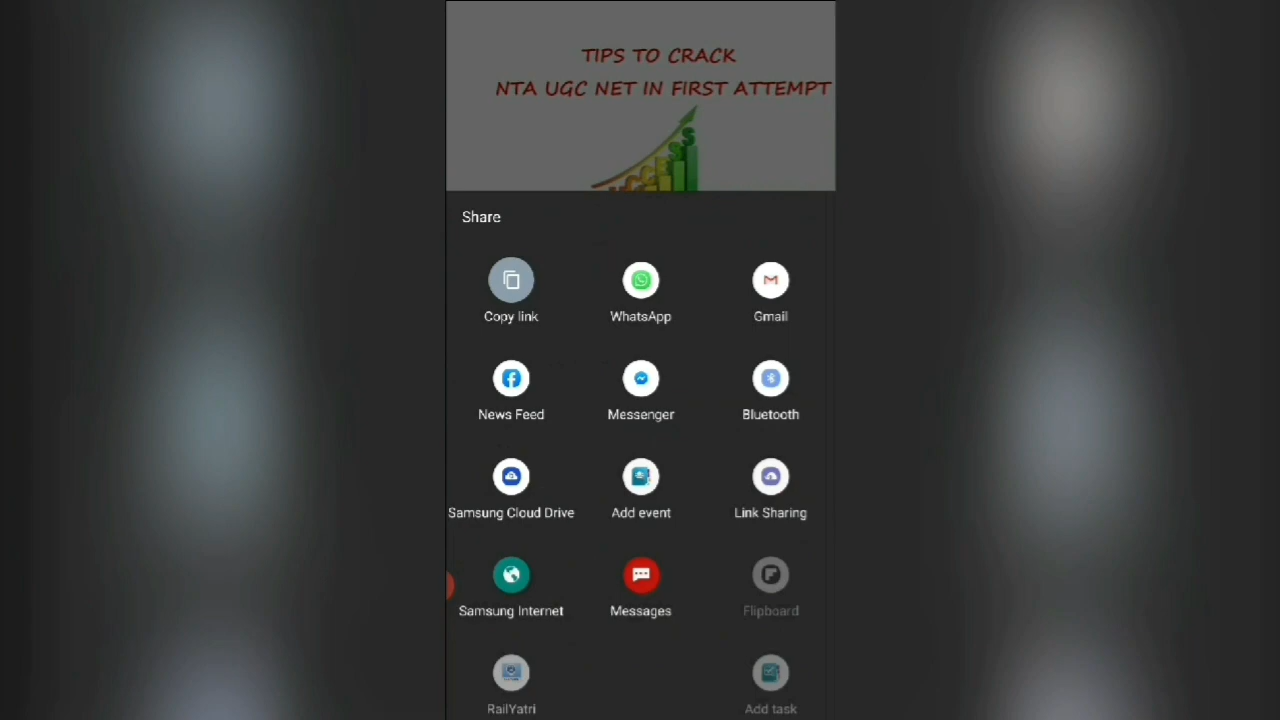 TIPS TO CRACK
NTA UGC NET IN FIRST ATTEMPT
SUCCESS
Share
Copy link WhatsApp Gmail
News Feed Messenger Bluetooth
Samsung Cloud Drive Add event Link Sharing
Samsung Internet Messages Flipboard
RailYatri Add task